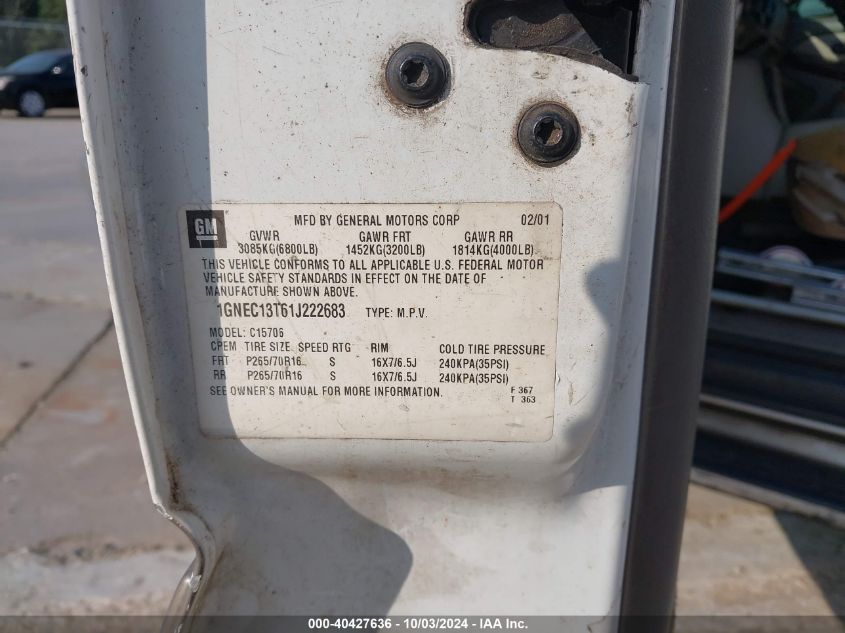 GM
MFD BY GENERAL MOTORS CORP 02/01
GVWR GAWR FRT GAWR RR
3085KG(6800LB) 1452KG(3200LB) 1814KG(4000LB)
THIS VEHICLE CONFORMS TO ALL APPLICABLE U.S. FEDERAL MOTOR
VEHICLE SAFETY STANDARDS IN EFFECT ON THE DATE OF
MANUFACTURE SHOWN ABOVE.
1GNEC13T61J222683 TYPE: M.P.V.
MODEL: C15706
CPEM TIRE SIZE SPEED RTG RIM COLD TIRE PRESSURE
FRT P265/70R16 S 16X7/6.5J 240KPA(35PSI)
RR P265/70R16 S 16X7/6.5J 240KPA(35PSI)
SEE OWNER'S MANUAL FOR MORE INFORMATION.
F 367
T 363
000-40427636 - 10/03/2024 - IAA Inc.